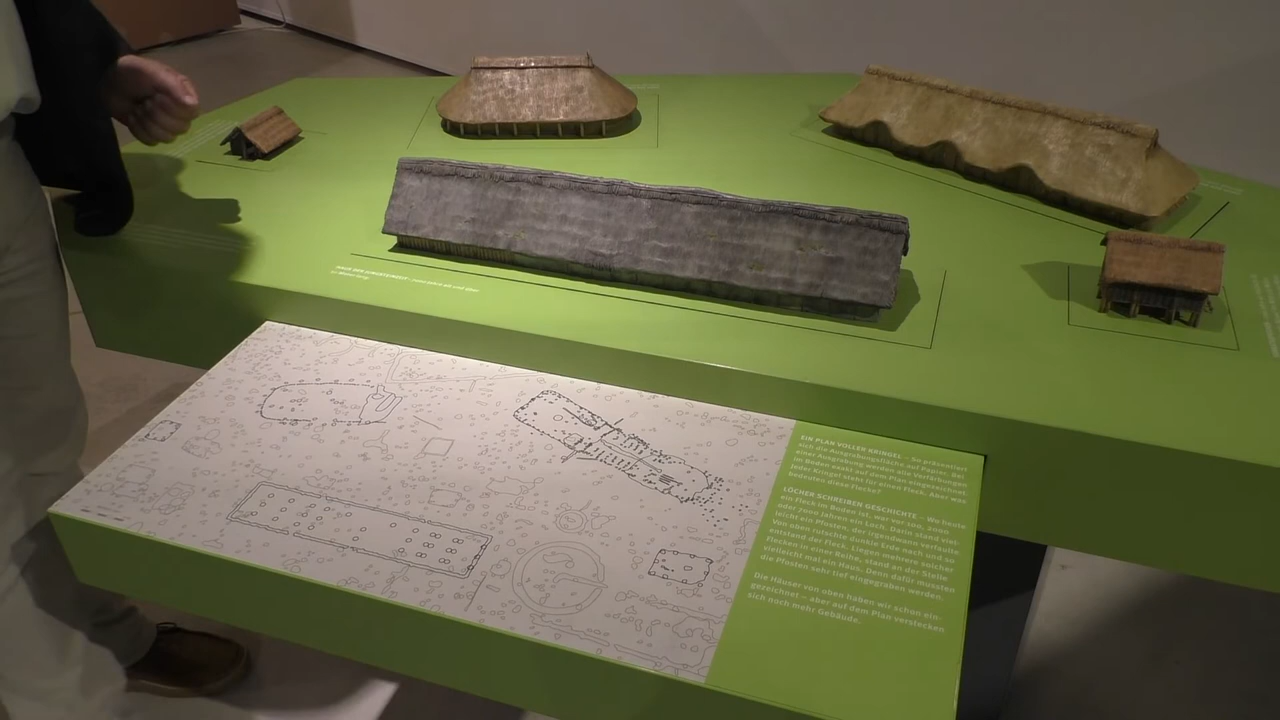 HAUS DER JUNGSTEINZEIT
EIN PLAN VOLLER KRINGEL – So präsentiert
sich die Ausgrabungsfläche auf Papier. Bei
einer Ausgrabung werden alle Verfärbungen
im Boden exakt auf dem Plan eingezeichnet.
Jeder Kringel steht für einen Fleck. Aber was
bedeuten diese Flecke?
LÖCHER SCHREIBEN GESCHICHTE – Wo heute
ein Fleck im Boden ist, war vor 100, 2000
oder 7000 Jahren ein Loch. Darin stand viel-
leicht ein Pfosten, der irgendwann verfaulte.
Von oben rutschte dunkle Erde nach und so
entstand der Fleck. Liegen mehrere solcher
Flecken in einer Reihe, stand an der Stelle
vielleicht mal ein Haus. Denn dafür mussten
die Pfosten sehr tief eingegraben werden.
Die Häuser von oben haben wir schon ein-
gezeichnet – aber auf dem Plan verstecken
sich noch mehr Gebäude.